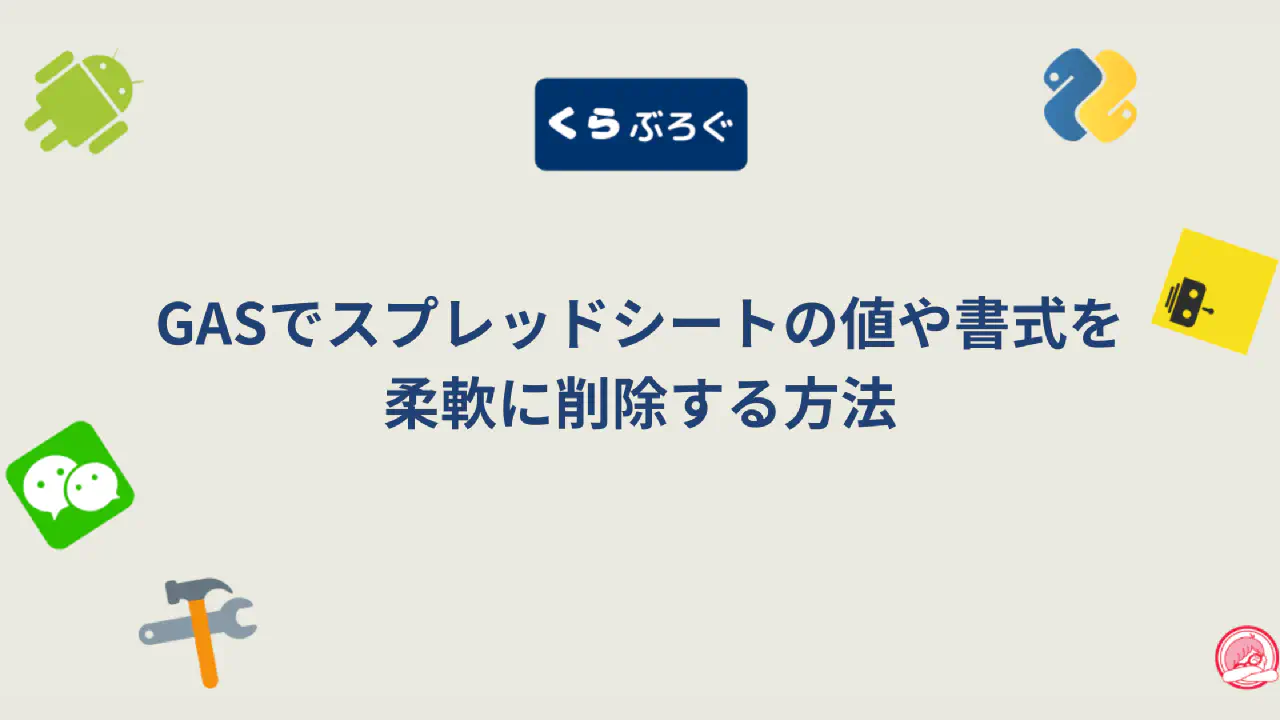 くらぶろぐ
GASでスプレッドシートの値や書式を
柔軟に削除する方法